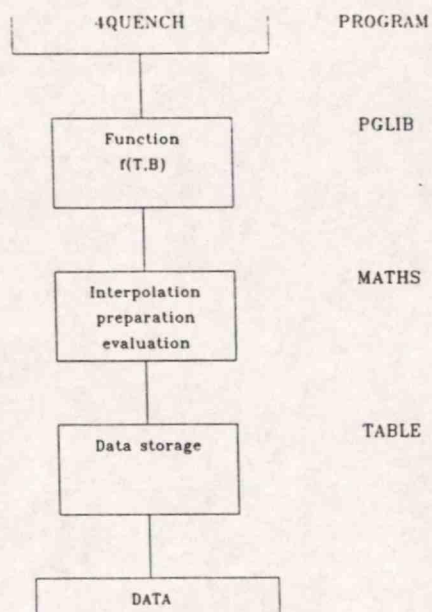 4QUENCH PROGRAM
Function PGLIB
f(T,B)
Interpolation MATHS
preparation
evaluation
Data storage TABLE
DATA